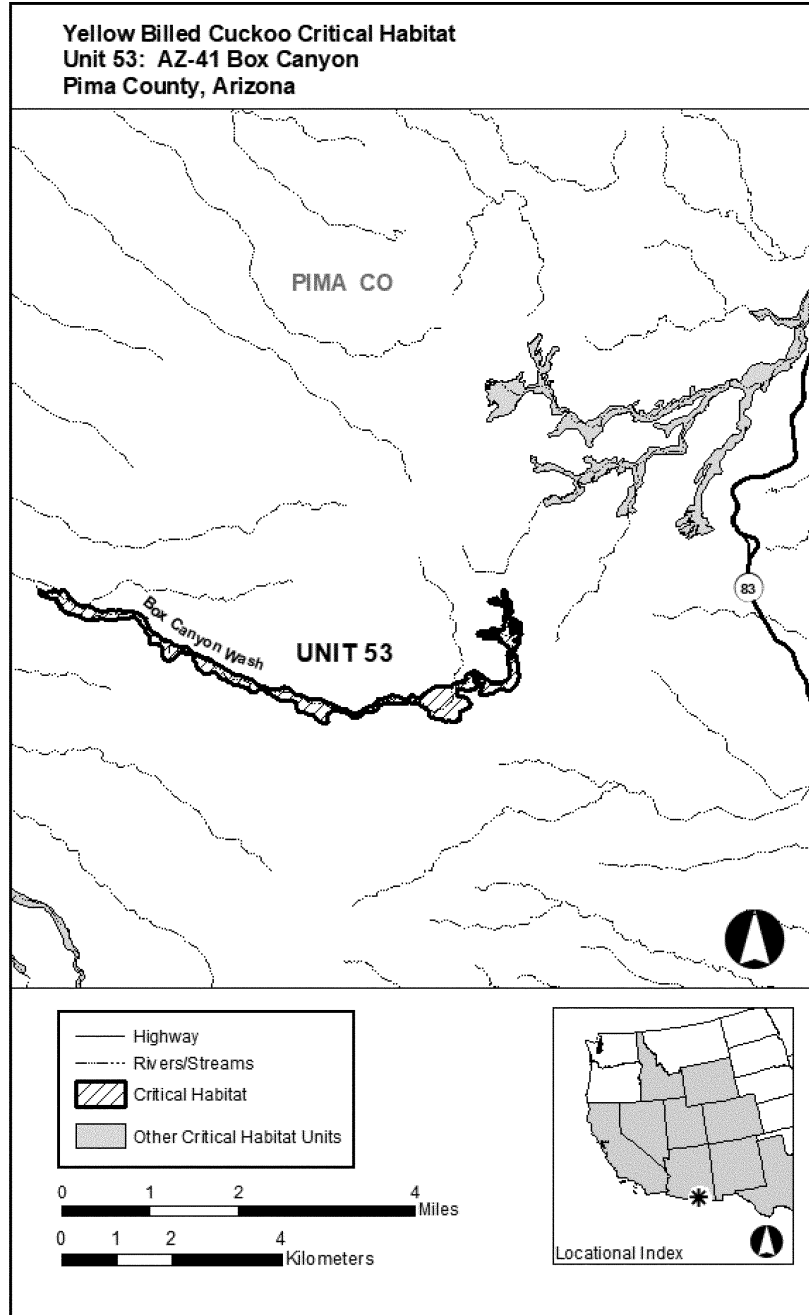 Yellow Billed Cuckoo Critical Habitat
Unit 53: AZ-41 Box Canyon
Pima County, Arizona
PIMA CO
83
Box Canyon Wash
UNIT 53
Highway
Rivers/Streams
Critical Habitat
Other Critical Habitat Units
0 1 2 4
Miles
0 1 2 4
Kilometers
Locational Index